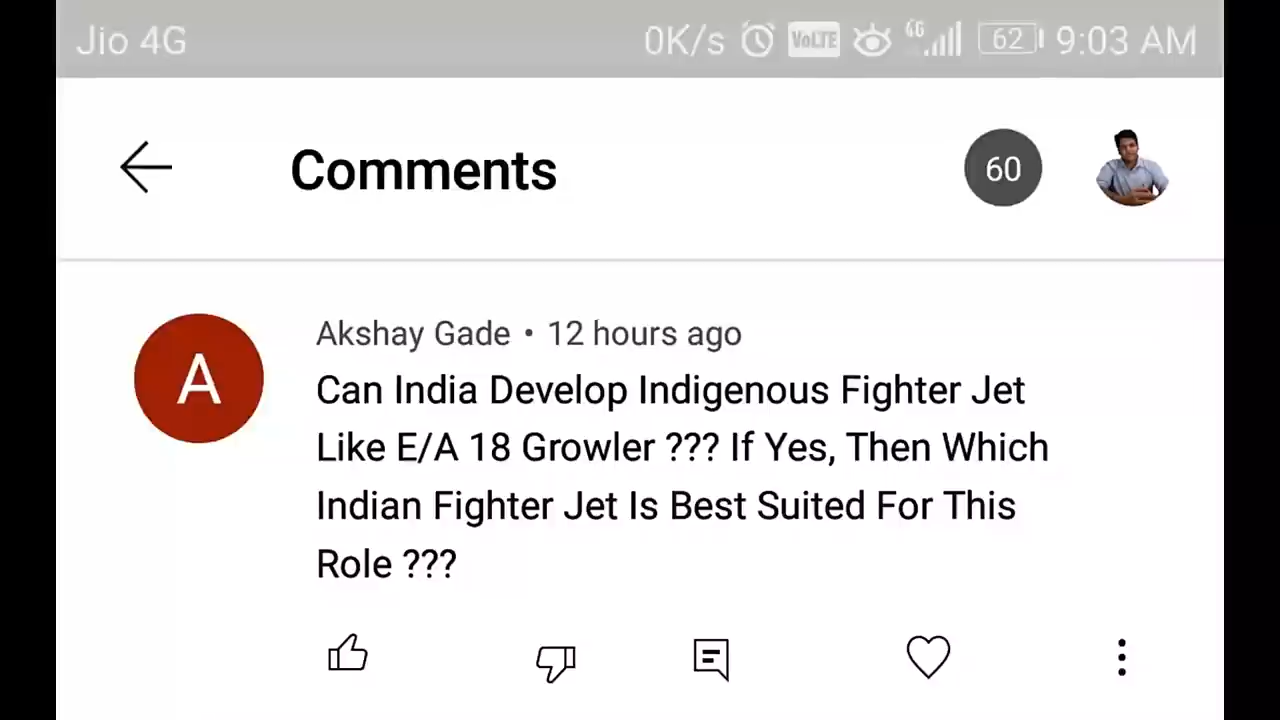 Jio 4G 0K/s VoLTE 4G 62 9:03 AM
Comments 60
A
Akshay Gade • 12 hours ago
Can India Develop Indigenous Fighter Jet
Like E/A 18 Growler ??? If Yes, Then Which
Indian Fighter Jet Is Best Suited For This
Role ???